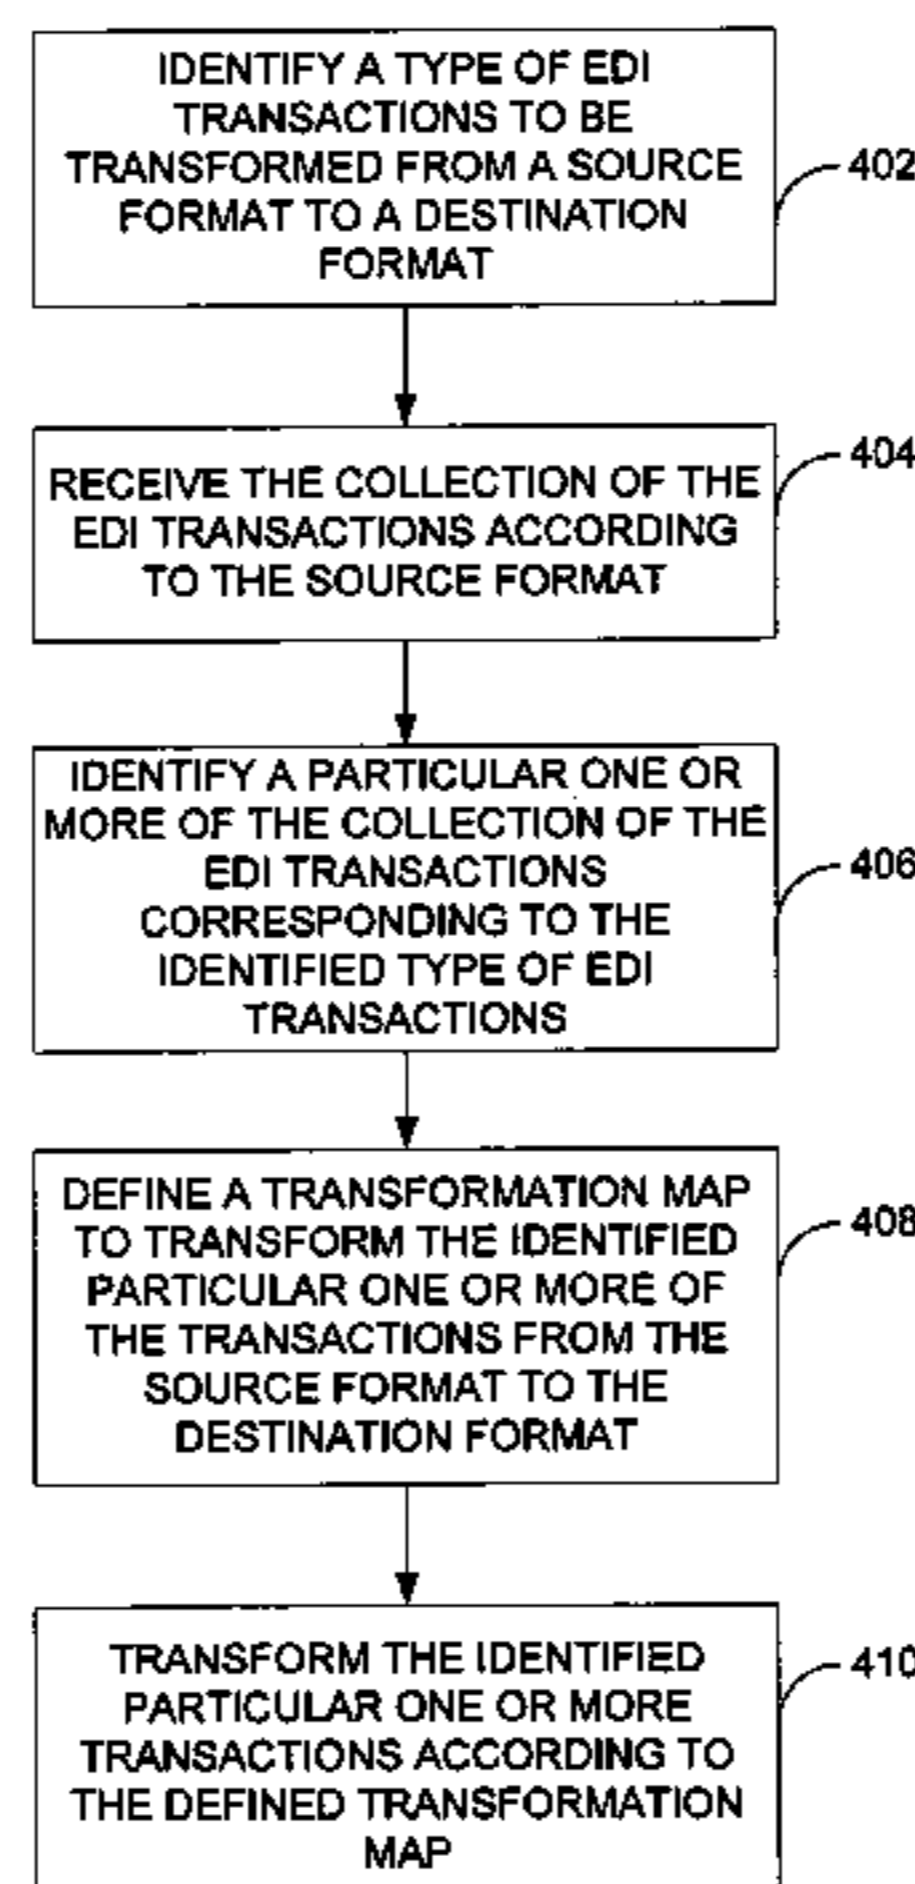 IDENTIFY A TYPE OF EDI
TRANSACTIONS TO BE
TRANSFORMED FROM A SOURCE
FORMAT TO A DESTINATION
FORMAT
402
RECEIVE THE COLLECTION OF THE
EDI TRANSACTIONS ACCORDING
TO THE SOURCE FORMAT
404
IDENTIFY A PARTICULAR ONE OR
MORE OF THE COLLECTION OF THE
EDI TRANSACTIONS
CORRESPONDING TO THE
IDENTIFIED TYPE OF EDI
TRANSACTIONS
406
DEFINE A TRANSFORMATION MAP
TO TRANSFORM THE IDENTIFIED
PARTICULAR ONE OR MORE OF
THE TRANSACTIONS FROM THE
SOURCE FORMAT TO THE
DESTINATION FORMAT
408
TRANSFORM THE IDENTIFIED
PARTICULAR ONE OR MORE
TRANSACTIONS ACCORDING TO
THE DEFINED TRANSFORMATION
MAP
410